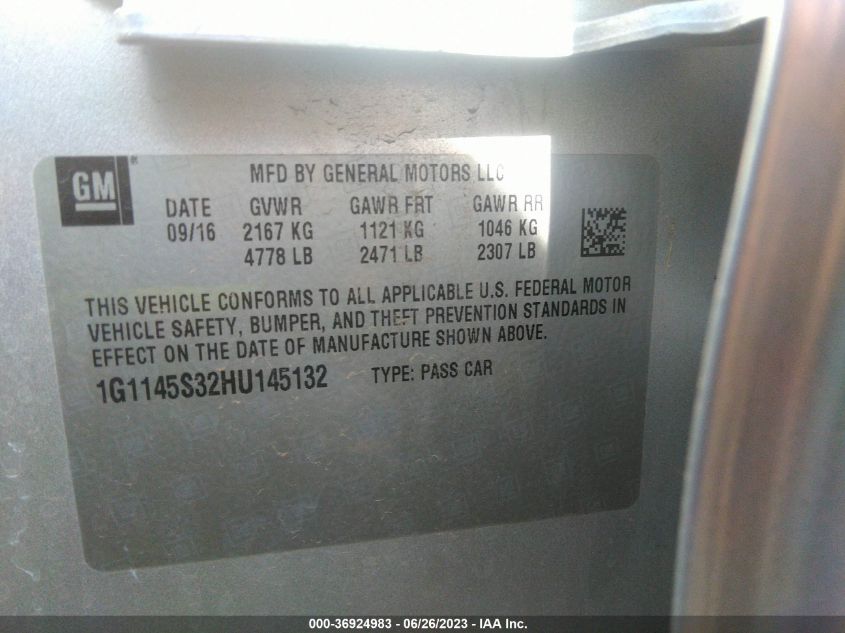 GM
MFD BY GENERAL MOTORS LLC
DATE GVWR GAWR FRT GAWR RR
09/16 2167 KG 1121 KG 1046 KG
4778 LB 2471 LB 2307 LB
THIS VEHICLE CONFORMS TO ALL APPLICABLE U.S. FEDERAL MOTOR
VEHICLE SAFETY, BUMPER, AND THEFT PREVENTION STANDARDS IN
EFFECT ON THE DATE OF MANUFACTURE SHOWN ABOVE.
1G1145S32HU145132 TYPE: PASS CAR
000-36924983 - 06/26/2023 - IAA Inc.